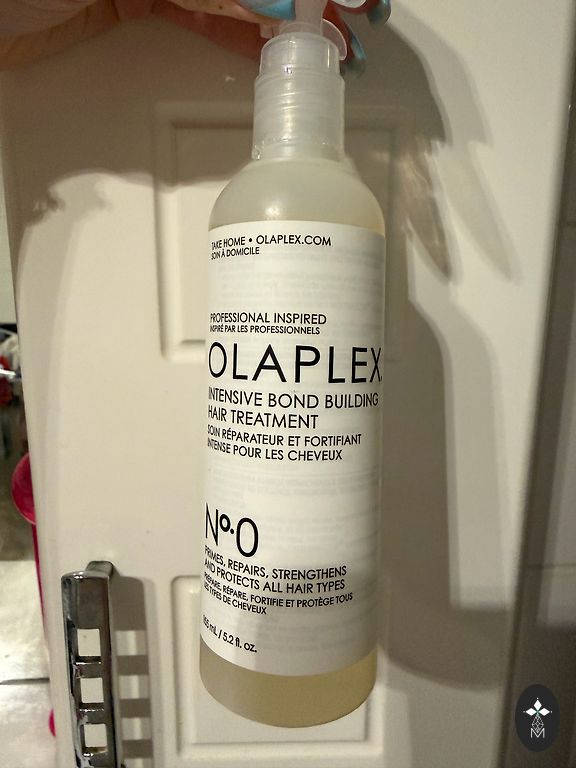 TAKE HOME • OLAPLEX.COM
SOIN À DOMICILE
PROFESSIONAL INSPIRED
INSPIRÉ PAR LES PROFESSIONNELS
OLAPLEX.
INTENSIVE BOND BUILDING
HAIR TREATMENT
SOIN RÉPARATEUR ET FORTIFIANT
INTENSE POUR LES CHEVEUX
Nº.0
PRIMES, REPAIRS, STRENGTHENS
AND PROTECTS ALL HAIR TYPES
PRÉPARE, RÉPARE, FORTIFIE ET PROTÈGE TOUS
LES TYPES DE CHEVEUX
155 mL / 5.2 fl. oz.
M